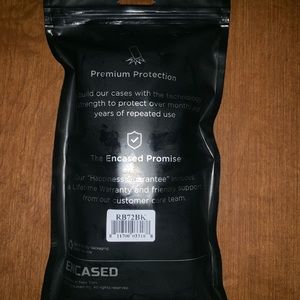 Premium Protection
build our cases with the technology
strength to protect over months
years of repeated use
The Encased Promise
Our "Happiness Guarantee" includes
a Lifetime Warranty and friendly support
from our customer care team.
RB72BK
ENCASED